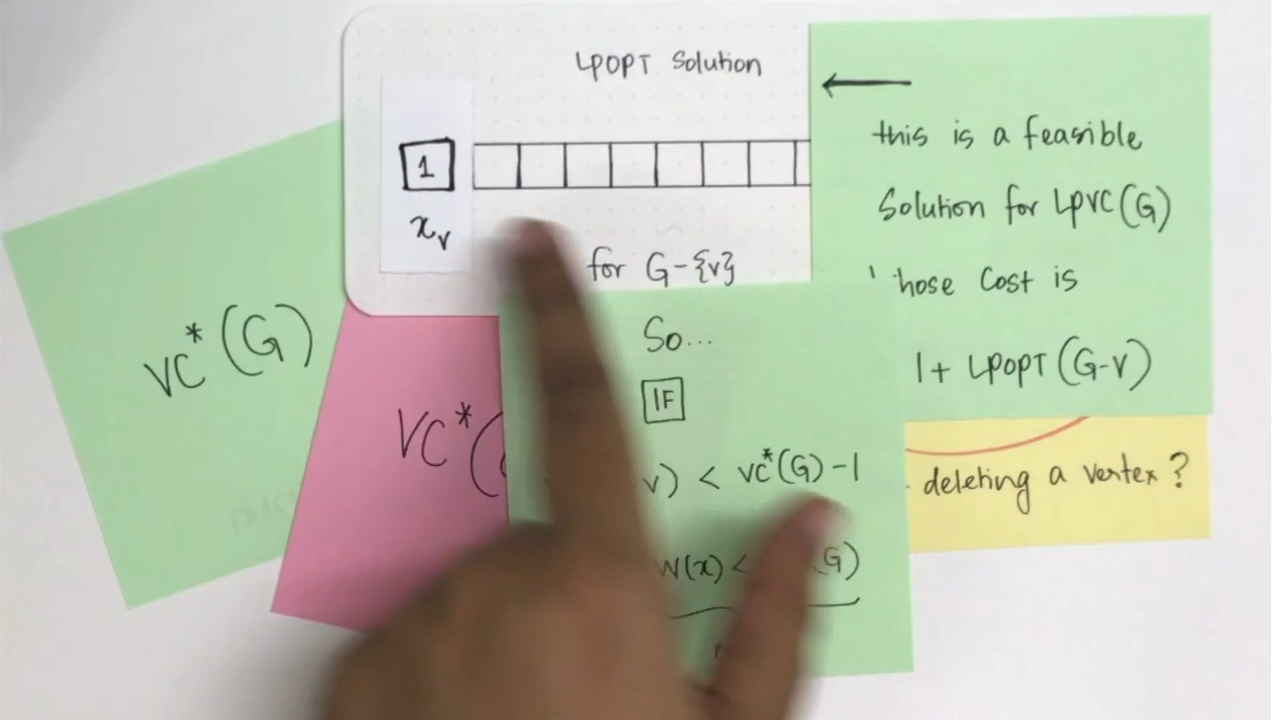 LPOPT Solution
1
x_v
for G-{v}
this is a feasible
Solution for LPVC(G)
hose Cost is
1+ LPOPT(G-v)
VC*(G)
VC*(
So...
IF
v) < VC*(G)-1
W(x) < G)
deleting a vertex?